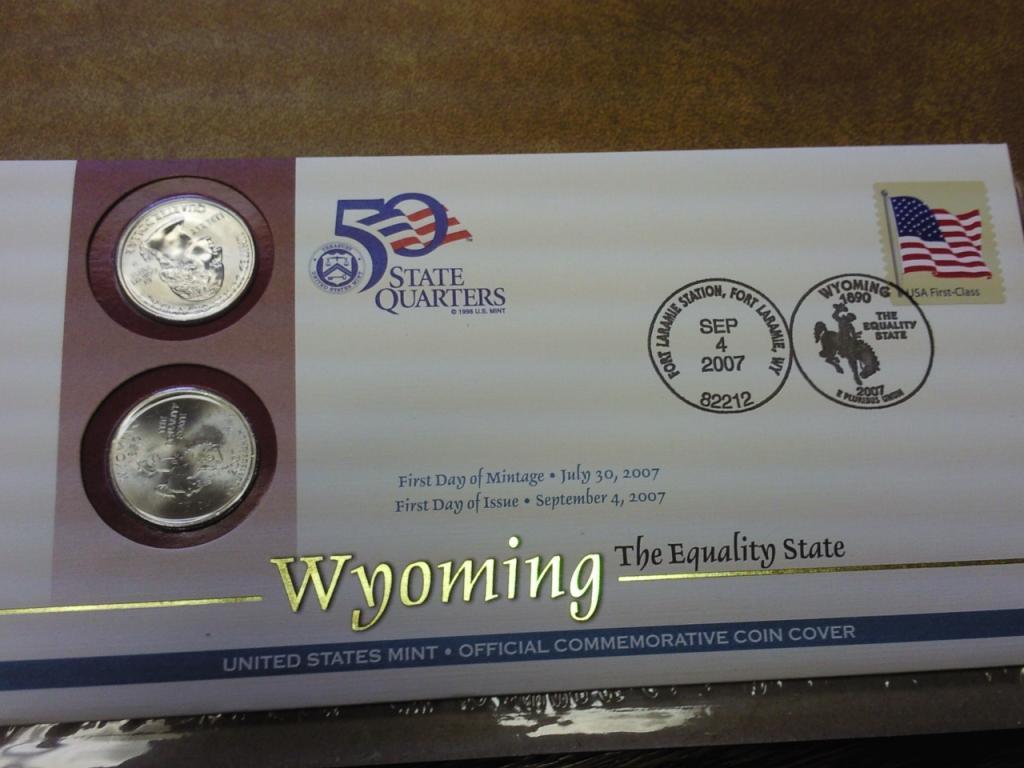 50
STATE
QUARTERS
© 1998 U.S. MINT
FORT LARAMIE STATION, FORT LARAMIE, WY
SEP
4
2007
82212
WYOMING
1890
THE
EQUALITY
STATE
2007
E PLURIBUS UNUM
USA First-Class
First Day of Mintage • July 30, 2007
First Day of Issue • September 4, 2007
Wyoming The Equality State
UNITED STATES MINT • OFFICIAL COMMEMORATIVE COIN COVER